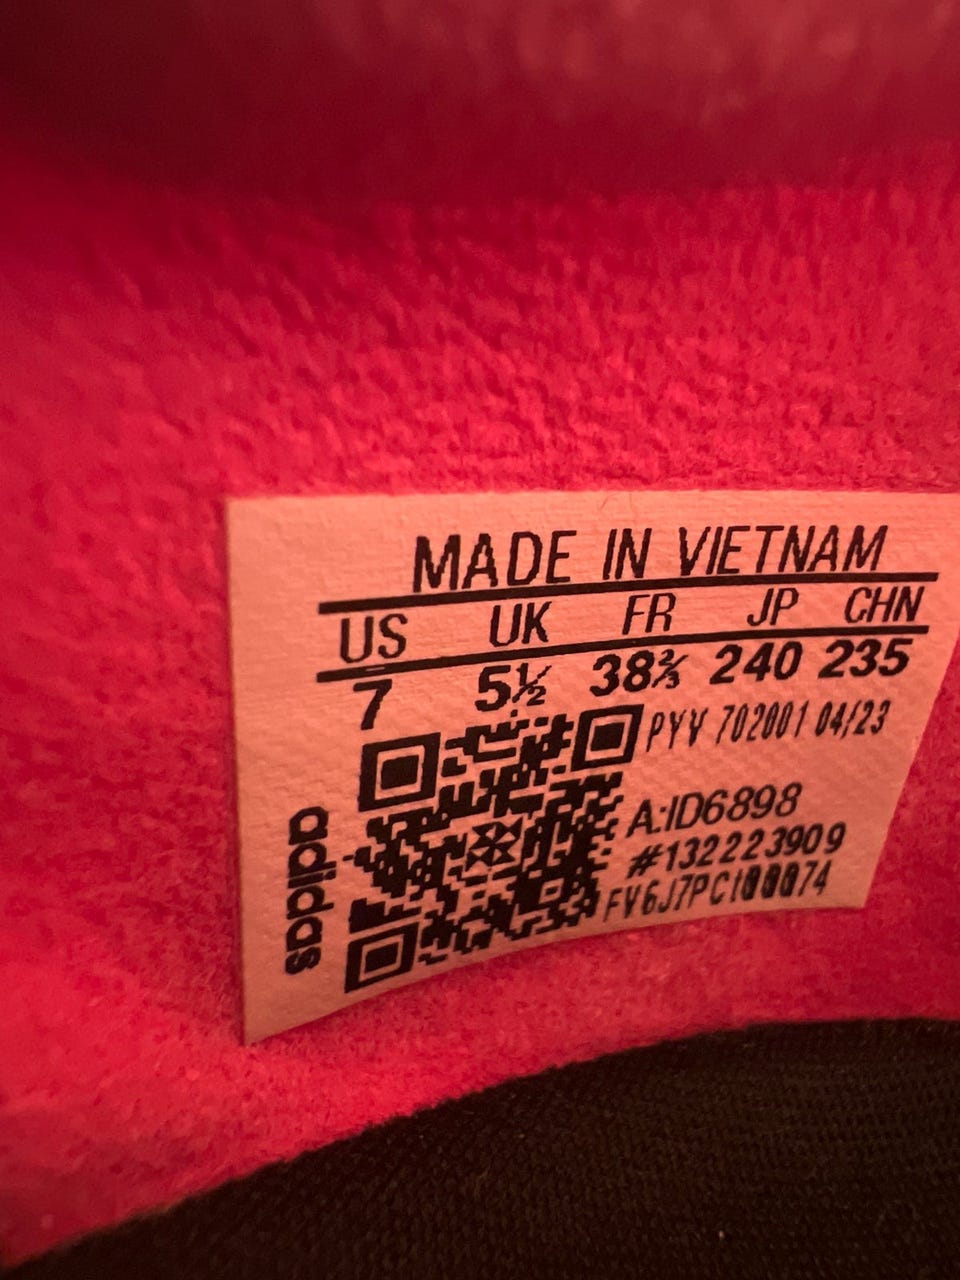 MADE IN VIETNAM
US UK FR JP CHN
7 5½ 38⅔ 240 235
PYV 702001 04/23
A:ID6898
#132223909
FV6J7PC100074
adidas